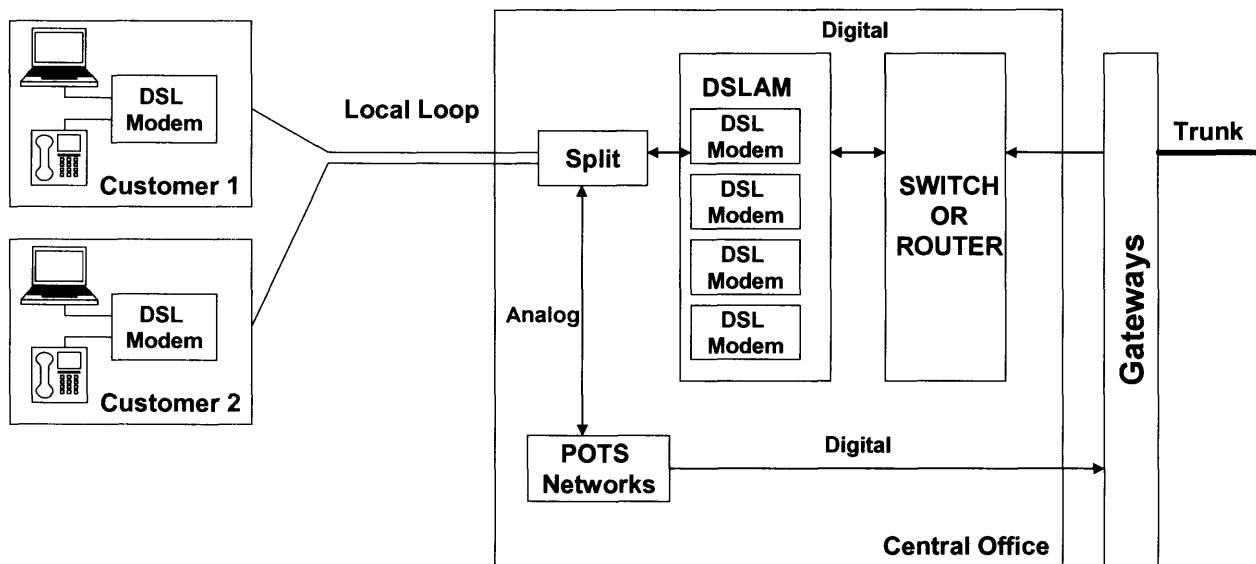 DSL
Modem
Customer 1
DSL
Modem
Customer 2
Local Loop
Digital
Split
DSLAM
DSL
Modem
DSL
Modem
DSL
Modem
DSL
Modem
SWITCH
OR
ROUTER
Analog
POTS
Networks
Digital
Central Office
Gateways
Trunk